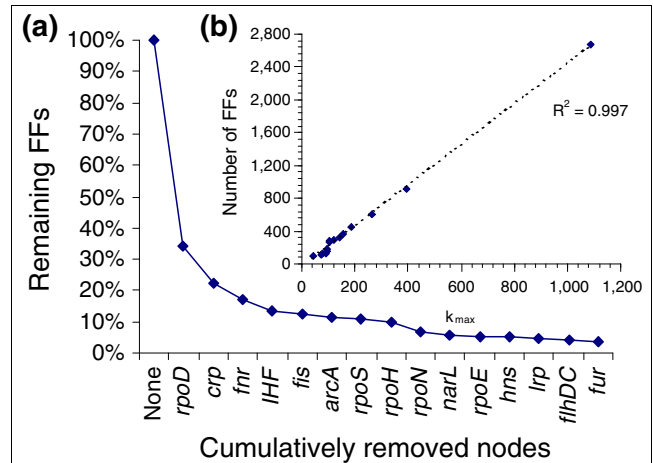 (a)
Remaining FFs
100%
90%
80%
70%
60%
50%
40%
30%
20%
10%
0%
None
rpoD
crp
fnr
IHF
fis
arcA
rpoS
rpoH
rpoN
narL
rpoE
hns
lrp
flhDC
fur
Cumulatively removed nodes
(b)
Number of FFs
2,800
2,400
2,000
1,600
1,200
800
400
0
R² = 0.997
0
200
400
600
800
1,000
1,200
kmax